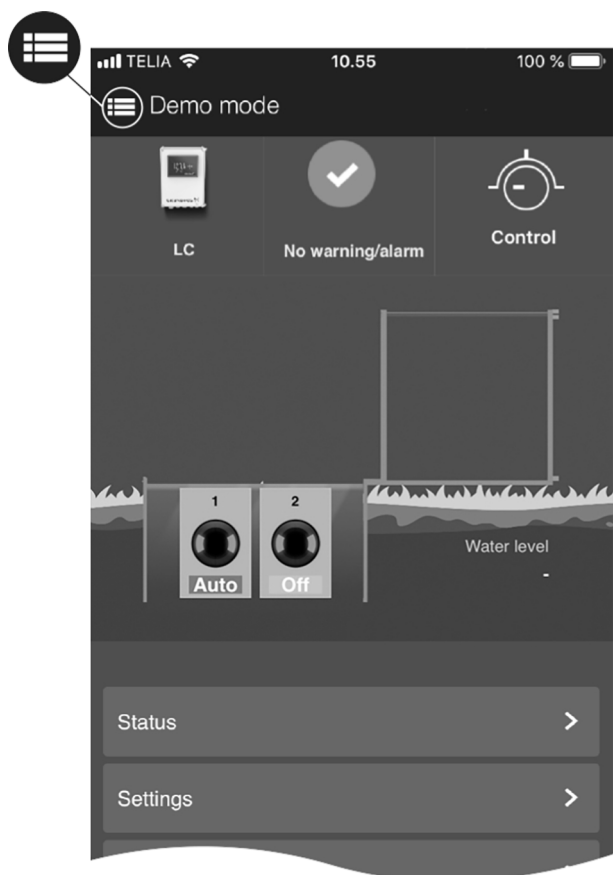 TELIA 10.55 100 %
Demo mode
LC
No warning/alarm
Control
1 2
Auto Off
Water level
-
Status
Settings